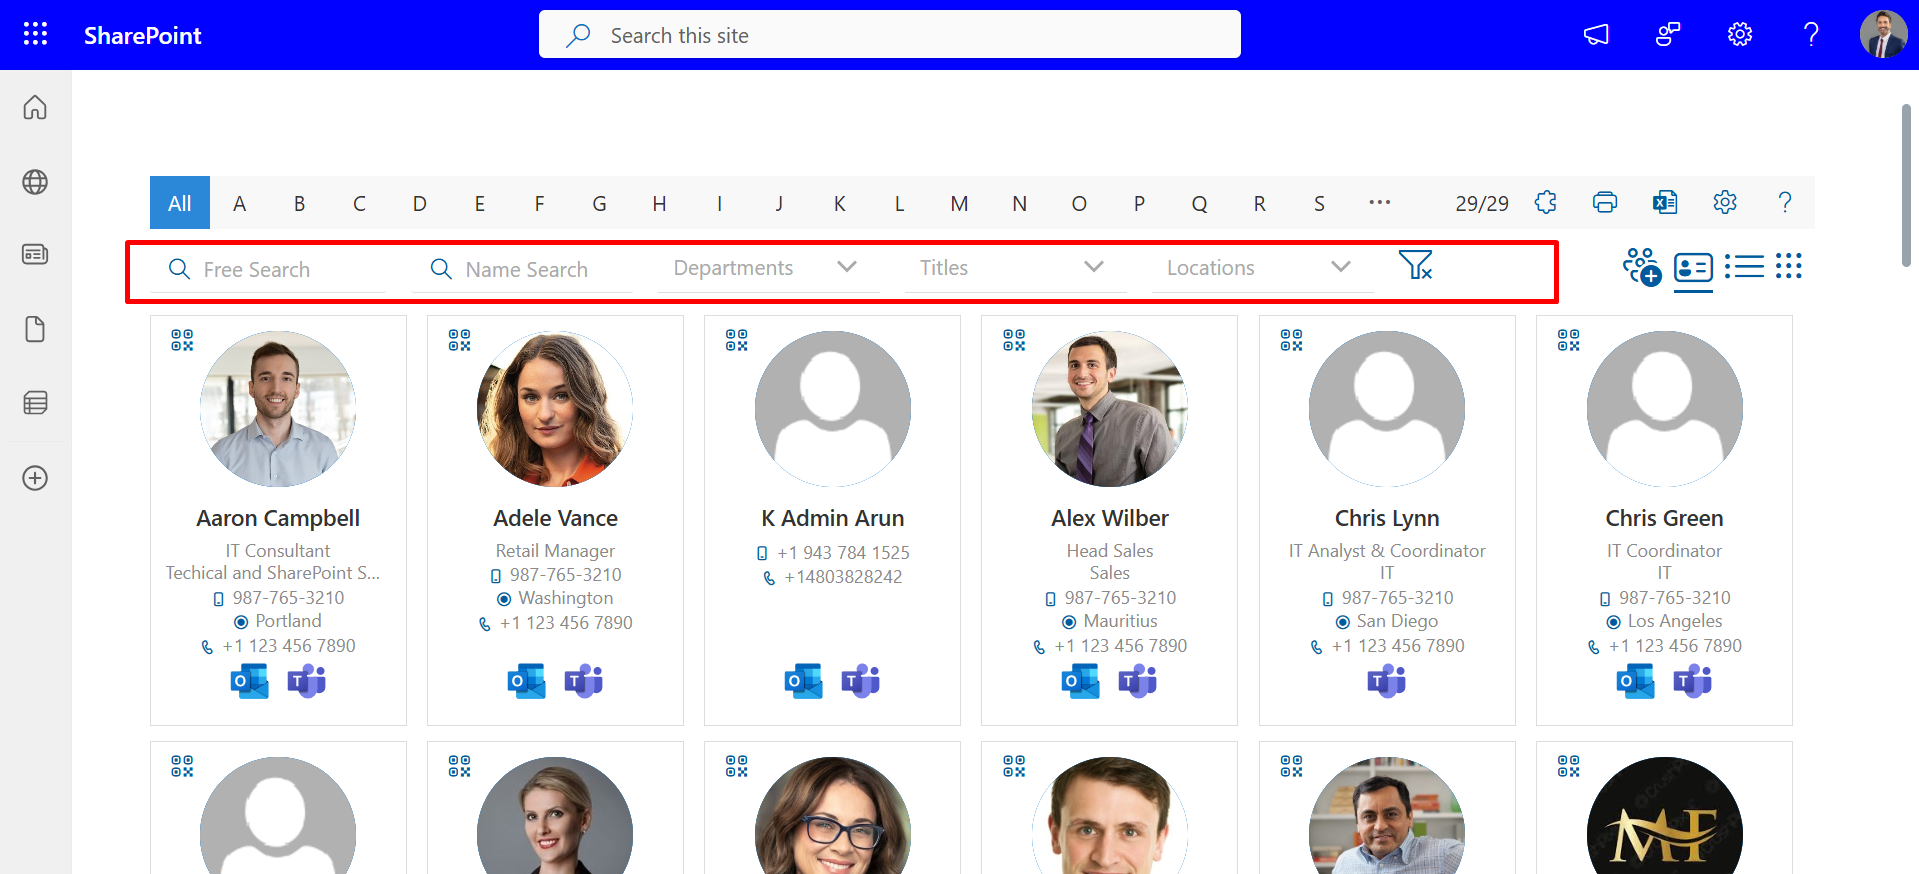 SharePoint
Search this site
All A B C D E F G H I J K L M N O P Q R S ... 29/29
Free Search Name Search Departments Titles Locations
Aaron Campbell
IT Consultant
Techical and SharePoint S...
987-765-3210
Portland
+1 123 456 7890
Adele Vance
Retail Manager
987-765-3210
Washington
+1 123 456 7890
K Admin Arun
+1 943 784 1525
+14803828242
Alex Wilber
Head Sales
Sales
987-765-3210
Mauritius
+1 123 456 7890
Chris Lynn
IT Analyst & Coordinator
IT
987-765-3210
San Diego
+1 123 456 7890
Chris Green
IT Coordinator
IT
987-765-3210
Los Angeles
+1 123 456 7890
MF